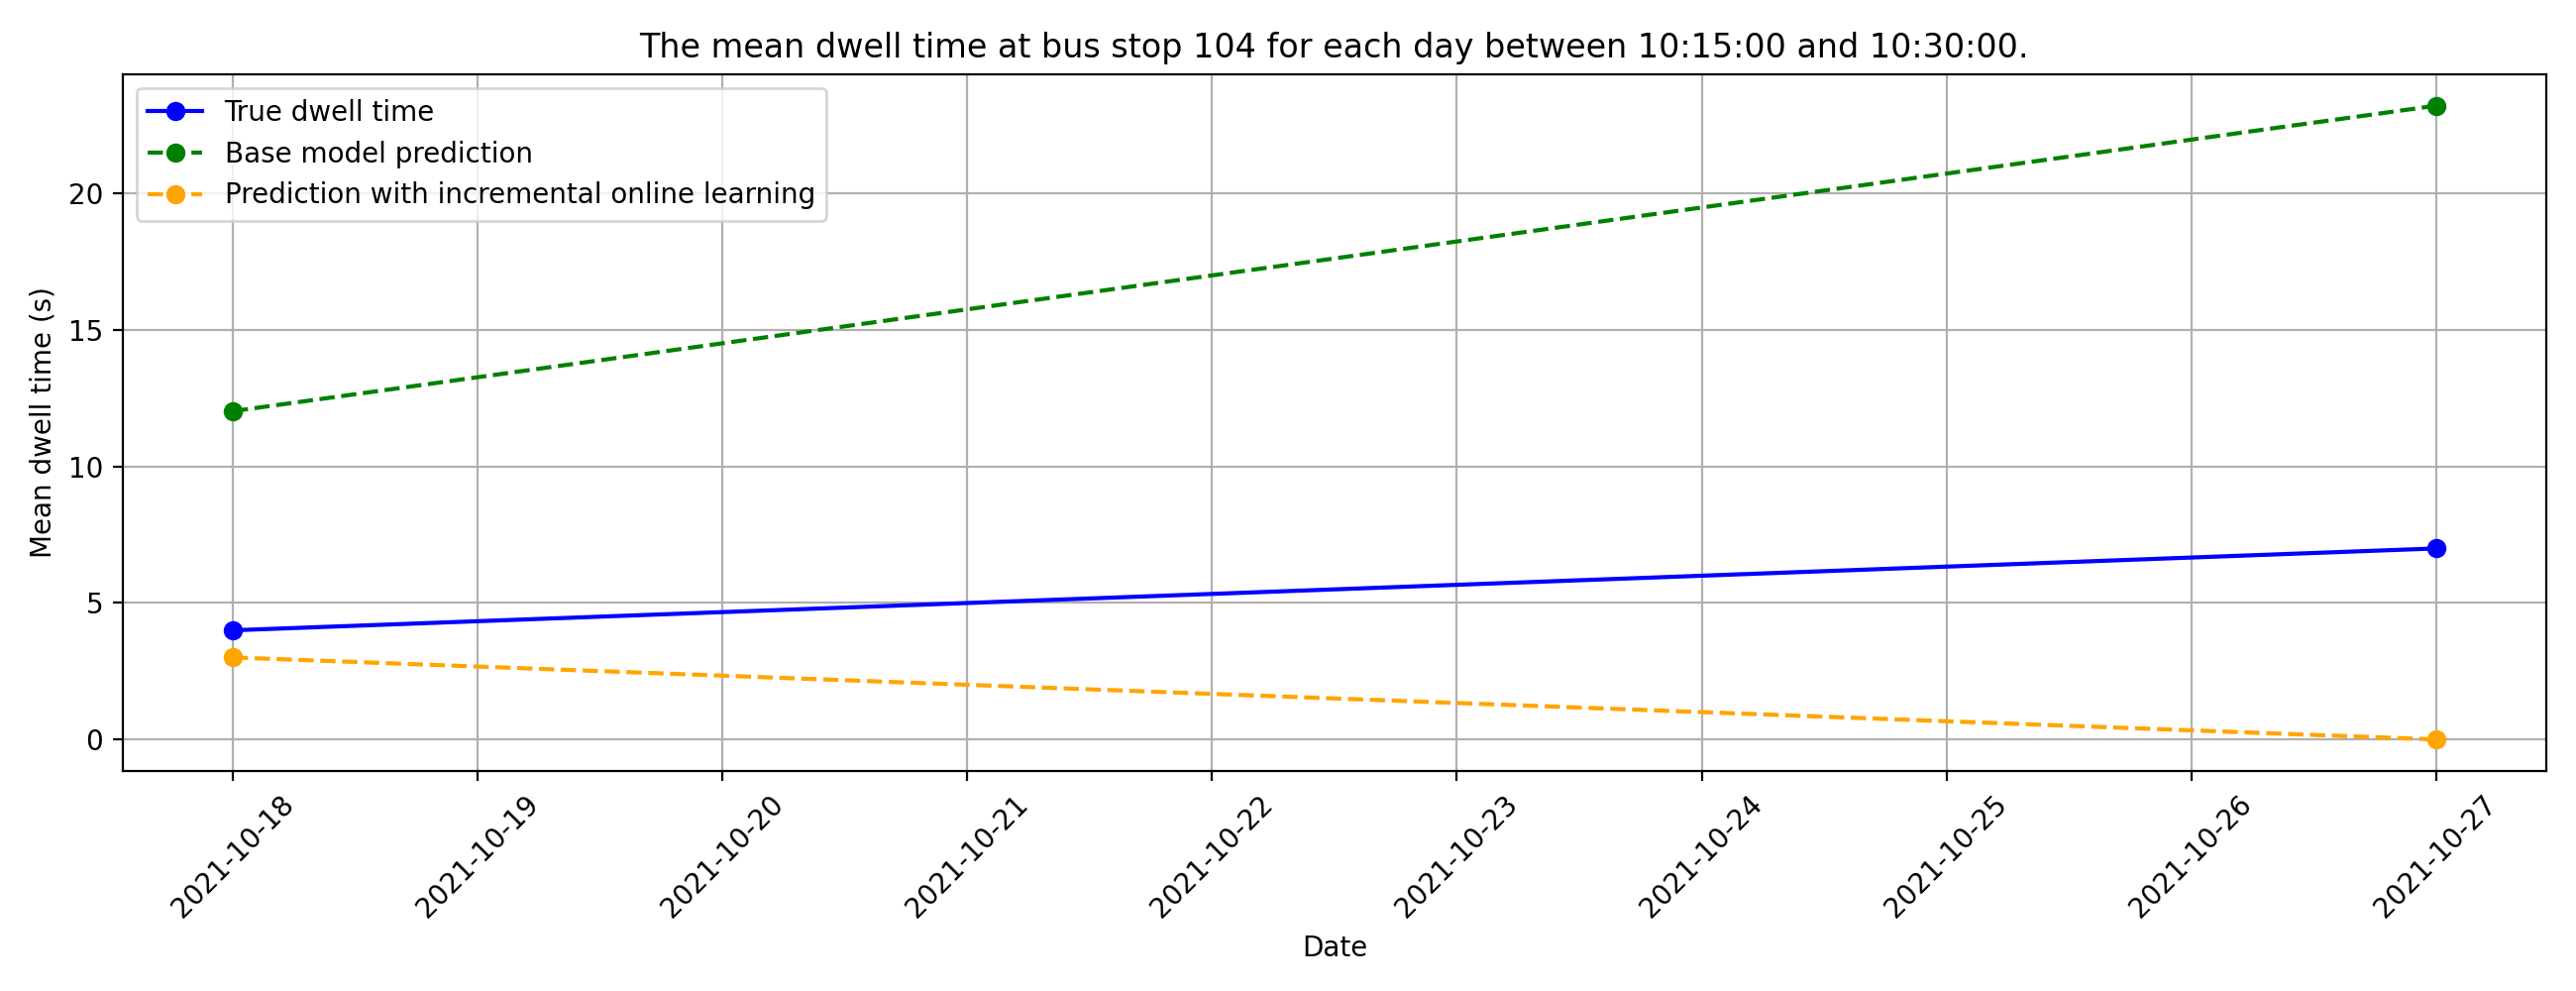 The mean dwell time at bus stop 104 for each day between 10:15:00 and 10:30:00.
True dwell time
Base model prediction
Prediction with incremental online learning
Mean dwell time (s)
20
15
10
5
0
2021-10-18
2021-10-19
2021-10-20
2021-10-21
2021-10-22
2021-10-23
2021-10-24
2021-10-25
2021-10-26
2021-10-27
Date